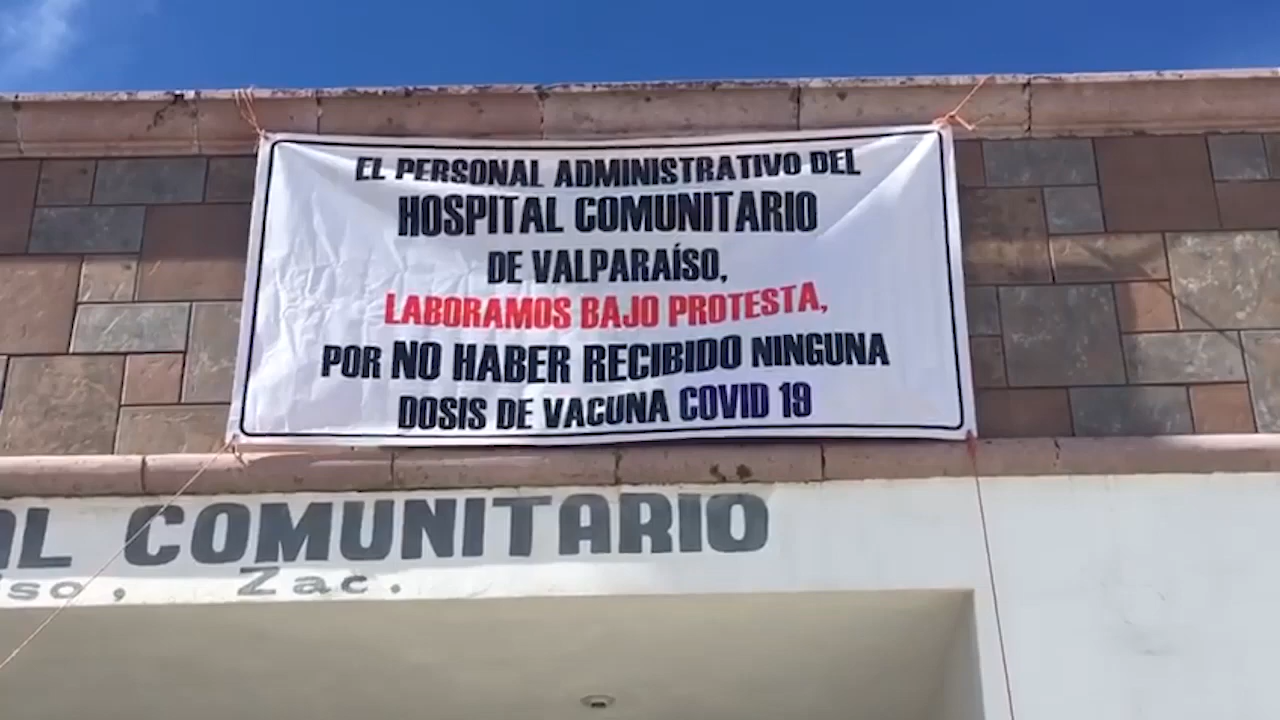 EL PERSONAL ADMINISTRATIVO DEL
HOSPITAL COMUNITARIO
DE VALPARAÍSO,
LABORAMOS BAJO PROTESTA,
POR NO HABER RECIBIDO NINGUNA
DOSIS DE VACUNA COVID 19
AL COMUNITARIO
iso, Zac.